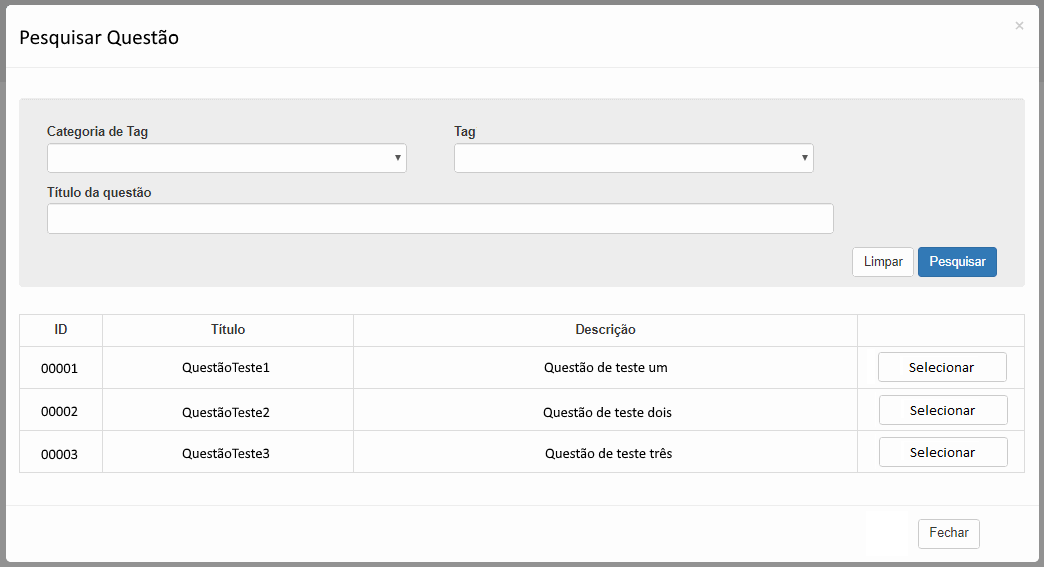 Pesquisar Questão
×
Categoria de Tag Tag
Título da questão
Limpar Pesquisar
ID Título Descrição
00001 QuestãoTeste1 Questão de teste um Selecionar
00002 QuestãoTeste2 Questão de teste dois Selecionar
00003 QuestãoTeste3 Questão de teste três Selecionar
Fechar